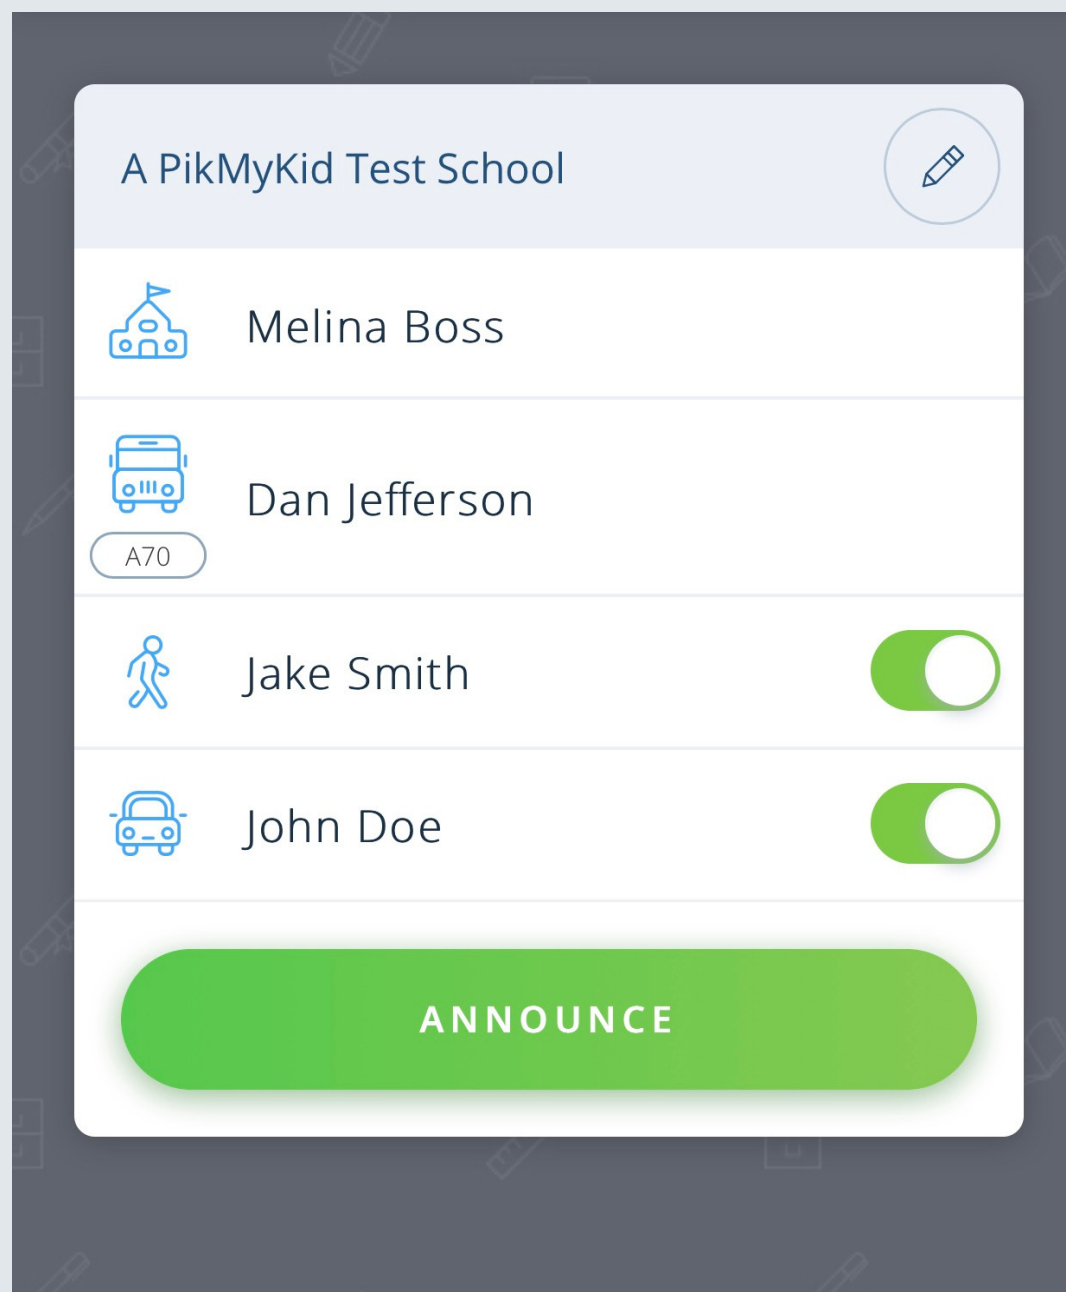 A PikMyKid Test School
Melina Boss
Dan Jefferson
A70
Jake Smith
John Doe
ANNOUNCE